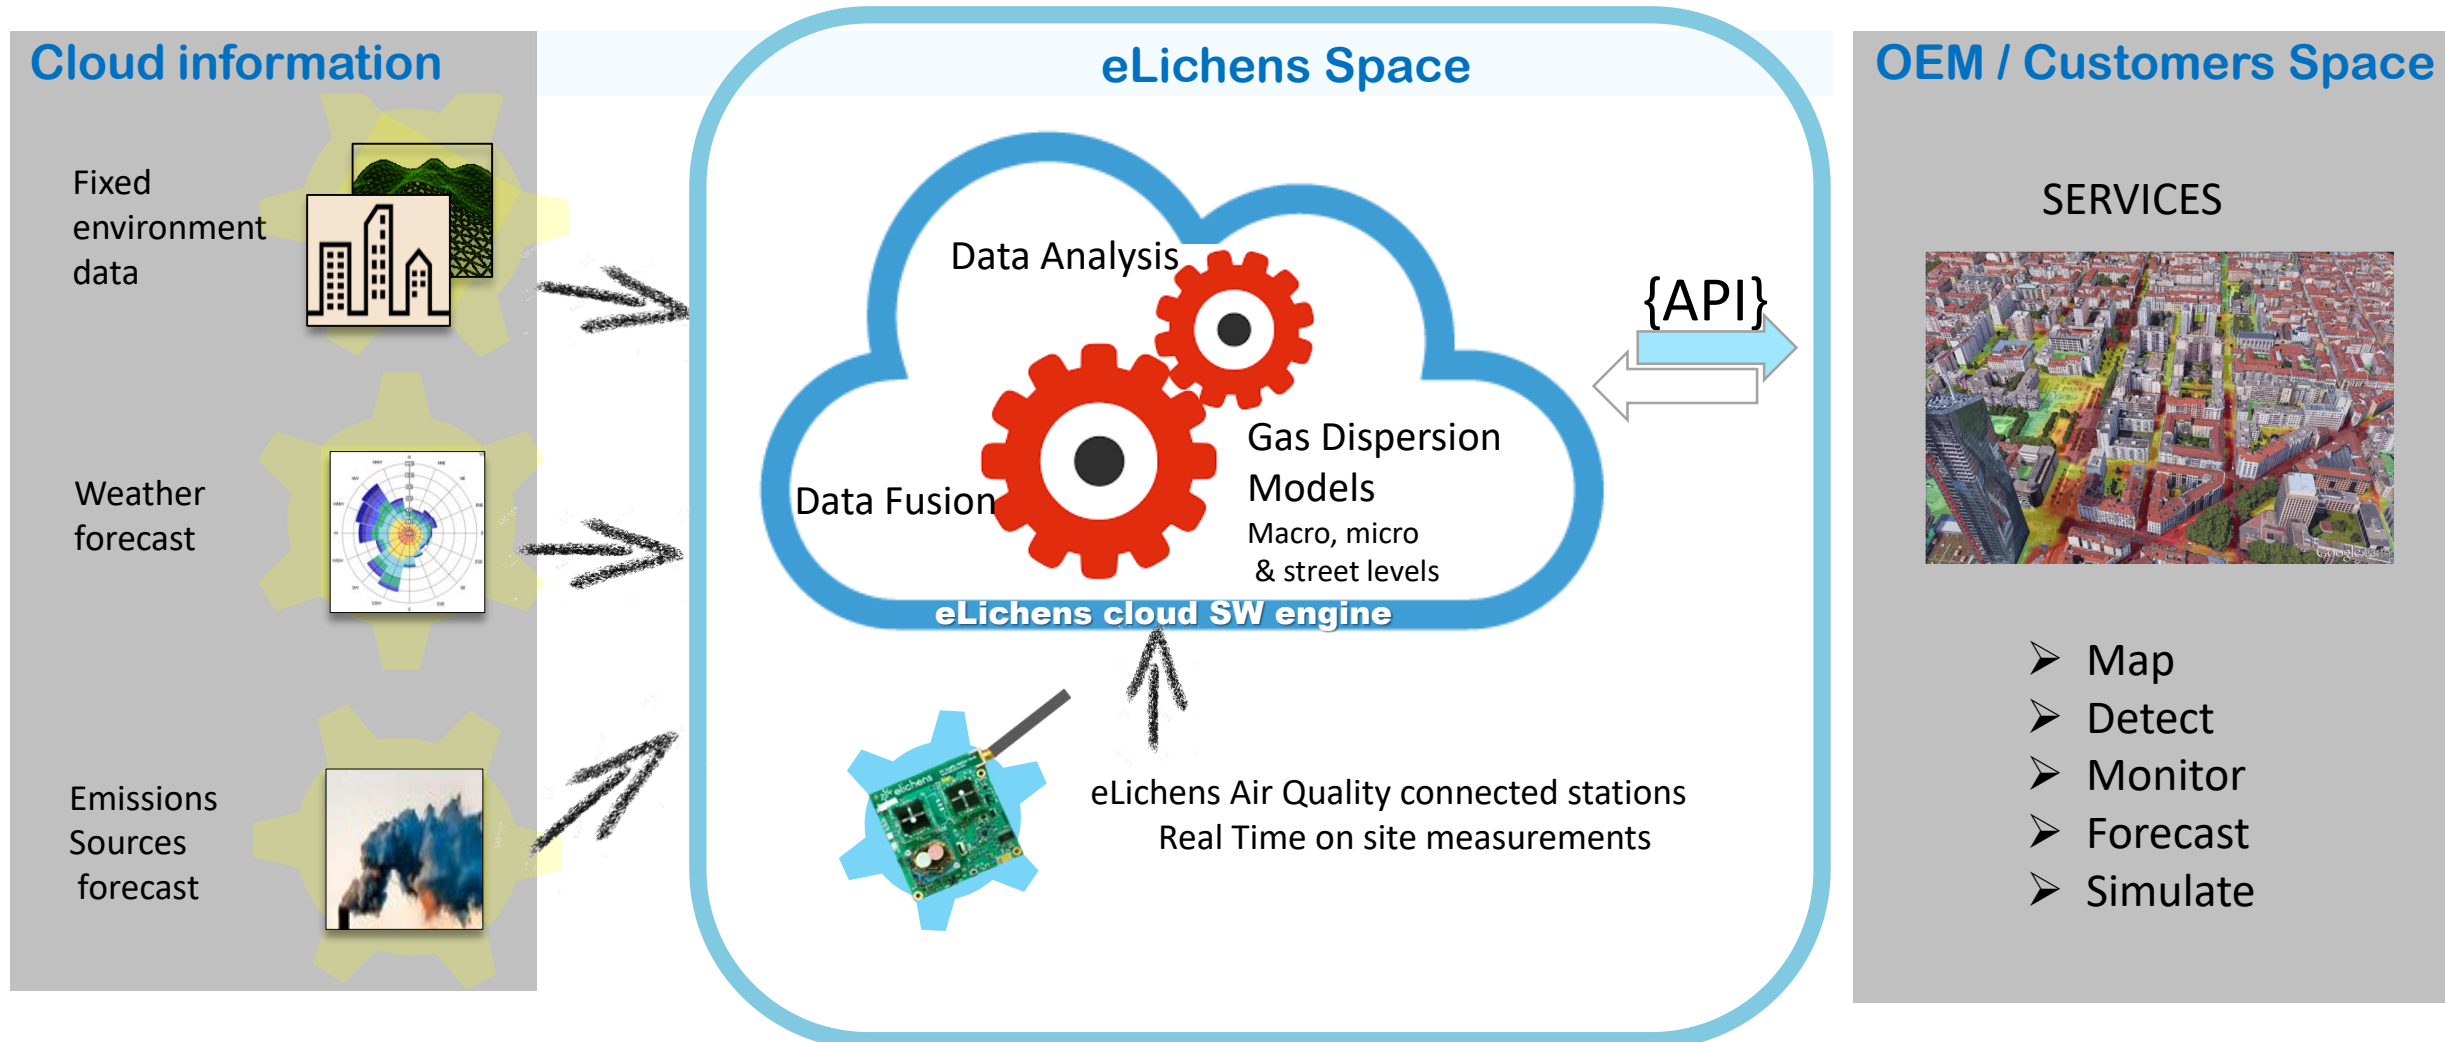 Cloud information
eLichens Space
OEM / Customers Space
Fixed
environment
data
Weather
forecast
Emissions
Sources
forecast
Data Analysis
Data Fusion
Gas Dispersion
Models
Macro, micro
& street levels
eLichens cloud SW engine
elichens
eLichens Air Quality connected stations
Real Time on site measurements
{API}
SERVICES
Google
➢ Map
➢ Detect
➢ Monitor
➢ Forecast
➢ Simulate